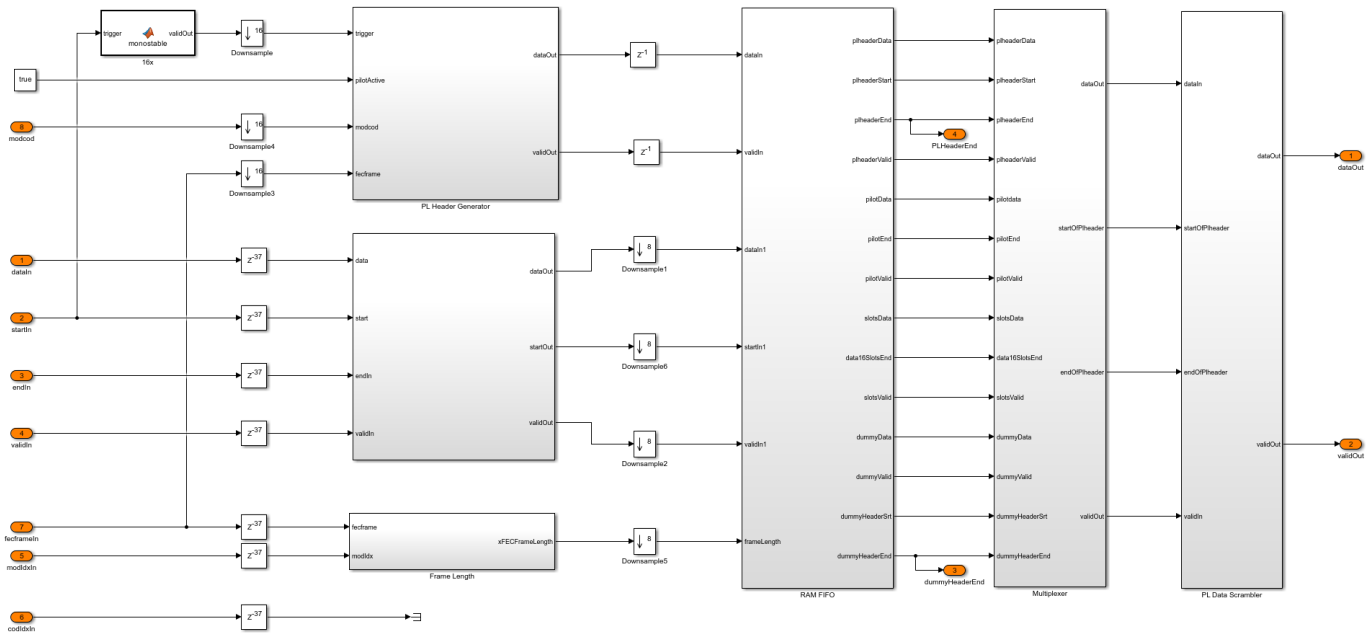 trigger
validOut
monostable
16x
16
Downsample
true
8
modcod
16
Downsample4
16
Downsample3
trigger
pilotActive
modcod
fecframe
dataOut
validOut
PL Header Generator
z-1
z-1
1
dataIn
2
startIn
3
endIn
4
validIn
z-37
z-37
z-37
z-37
data
start
endIn
validIn
dataOut
startOut
validOut
8
Downsample1
8
Downsample6
8
Downsample2
7
fecframeIn
5
modIdxIn
6
codIdxIn
z-37
z-37
z-37
fecframe
modIdx
xFECFrameLength
Frame Length
8
Downsample5
dataIn
validIn
dataIn1
startIn1
validIn1
frameLength
plheaderData
plheaderStart
plheaderEnd
plheaderValid
pilotData
pilotEnd
pilotValid
slotsData
data16SlotsEnd
slotsValid
dummyData
dummyValid
dummyHeaderSrt
dummyHeaderEnd
RAM FIFO
4
PLHeaderEnd
3
dummyHeaderEnd
plheaderData
plheaderStart
plheaderEnd
plheaderValid
pilotdata
pilotEnd
pilotValid
slotsData
data16SlotsEnd
slotsValid
dummyData
dummyValid
dummyHeaderSrt
dummyHeaderEnd
dataOut
startOfPlheader
endOfPlheader
validOut
Multiplexer
dataIn
startOfPlheader
endOfPlheader
validIn
dataOut
validOut
PL Data Scrambler
1
dataOut
2
validOut